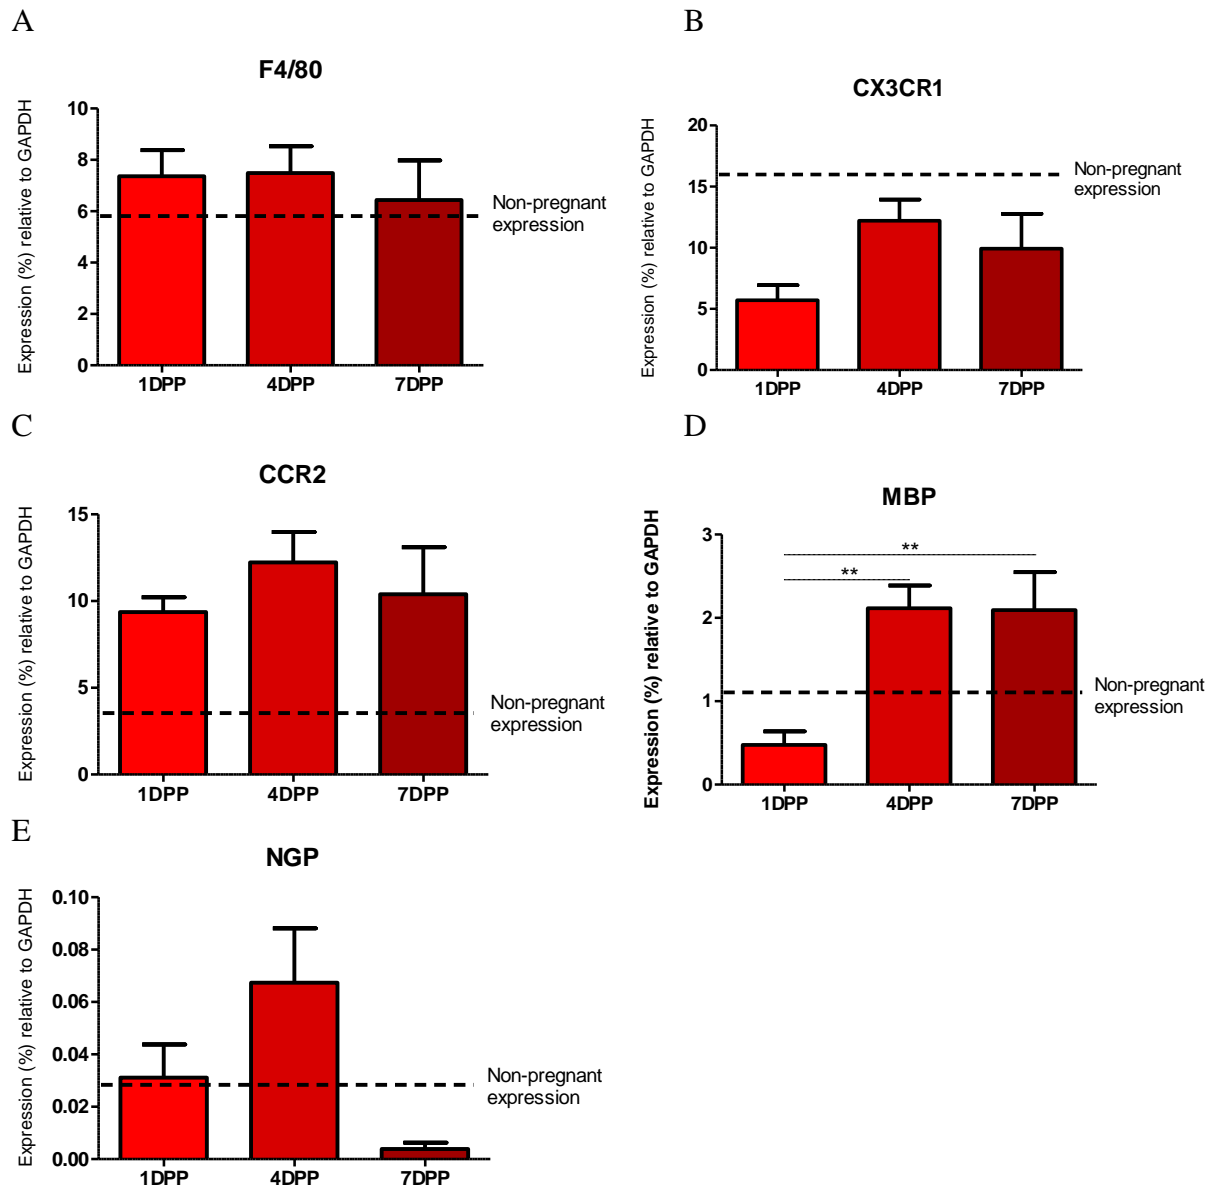 A
F4/80
Expression (%) relative to GAPDH
10
8
6
4
2
0
Non-pregnant
expression
1DPP 4DPP 7DPP
B
CX3CR1
Expression (%) relative to GAPDH
20
15
10
5
0
Non-pregnant
expression
1DPP 4DPP 7DPP
C
CCR2
Expression (%) relative to GAPDH
15
10
5
0
Non-pregnant
expression
1DPP 4DPP 7DPP
D
MBP
Expression (%) relative to GAPDH
3
2
1
0
**
**
Non-pregnant
expression
1DPP 4DPP 7DPP
E
NGP
Expression (%) relative to GAPDH
0.10
0.08
0.06
0.04
0.02
0.00
Non-pregnant
expression
1DPP 4DPP 7DPP